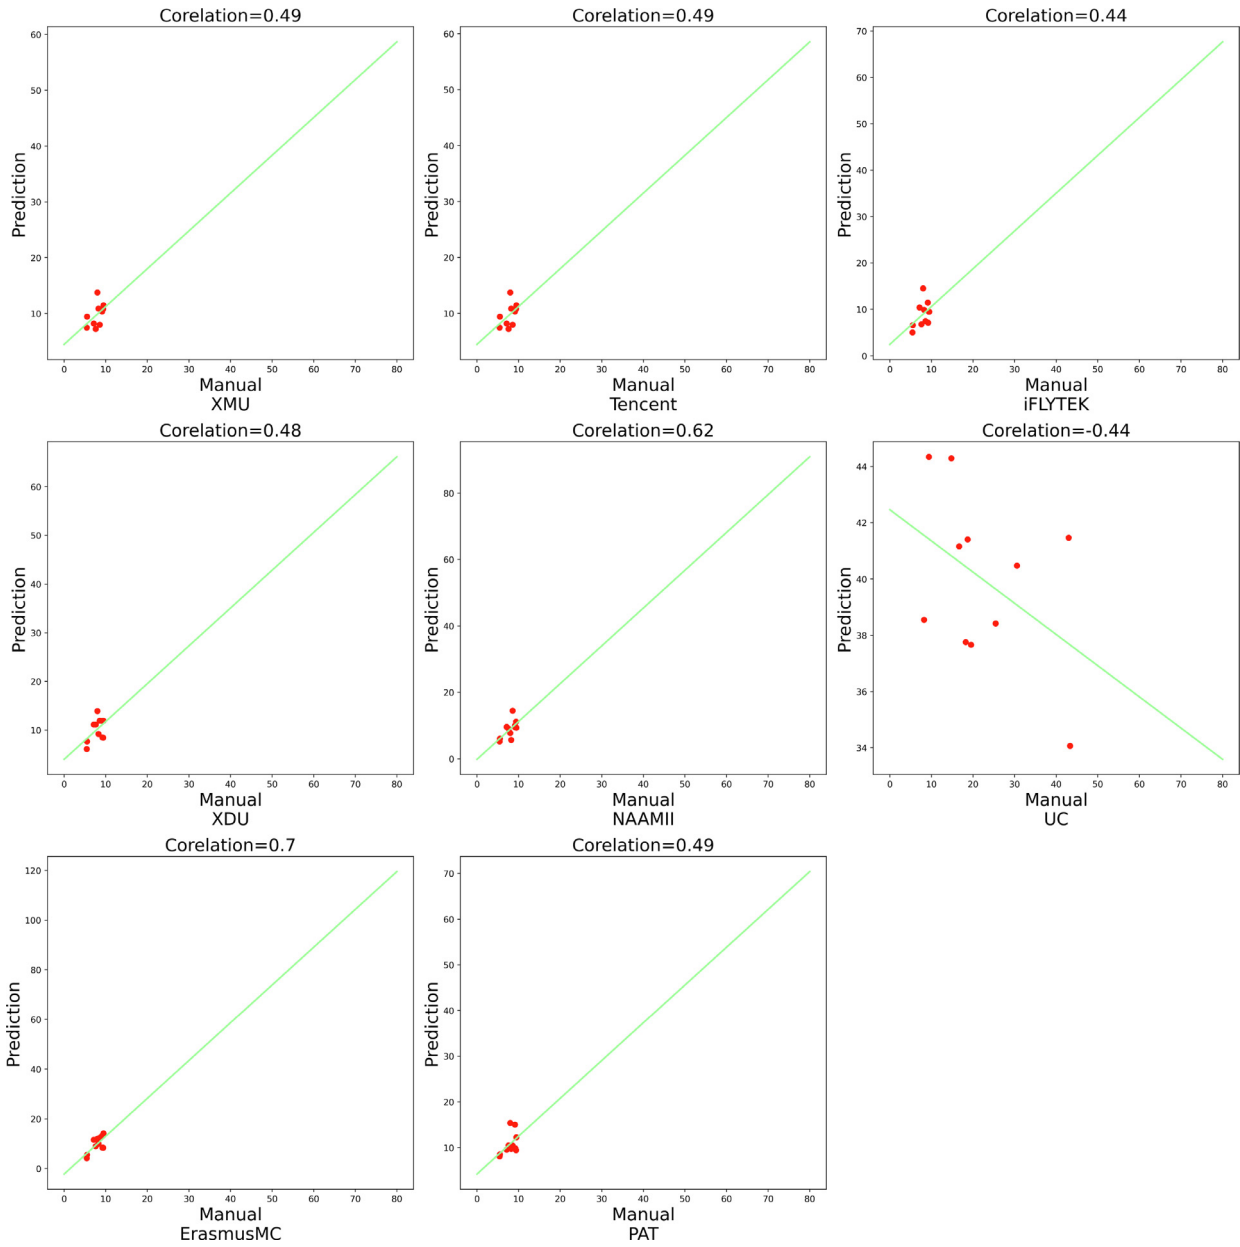 Corelation=0.49
Prediction
60
50
40
30
20
10
0 10 20 30 40 50 60 70 80
Manual
XMU
Corelation=0.49
Prediction
60
50
40
30
20
10
0 10 20 30 40 50 60 70 80
Manual
Tencent
Corelation=0.44
Prediction
70
60
50
40
30
20
10
0
0 10 20 30 40 50 60 70 80
Manual
iFLYTEK
Corelation=0.48
Prediction
60
50
40
30
20
10
0 10 20 30 40 50 60 70 80
Manual
XDU
Corelation=0.62
Prediction
80
60
40
20
0
0 10 20 30 40 50 60 70 80
Manual
NAAMII
Corelation=-0.44
Prediction
44
42
40
38
36
34
0 10 20 30 40 50 60 70 80
Manual
UC
Corelation=0.7
Prediction
120
100
80
60
40
20
0
0 10 20 30 40 50 60 70 80
Manual
ErasmusMC
Corelation=0.49
Prediction
70
60
50
40
30
20
10
0 10 20 30 40 50 60 70 80
Manual
PAT